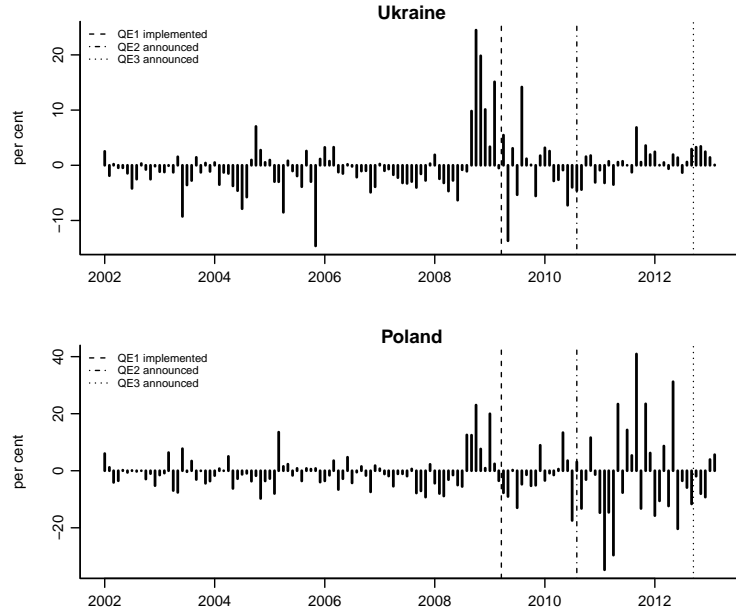 Ukraine
QE1 implemented
QE2 announced
QE3 announced
per cent
20
10
0
−10
2002 2004 2006 2008 2010 2012
Poland
QE1 implemented
QE2 announced
QE3 announced
per cent
40
20
0
−20
2002 2004 2006 2008 2010 2012